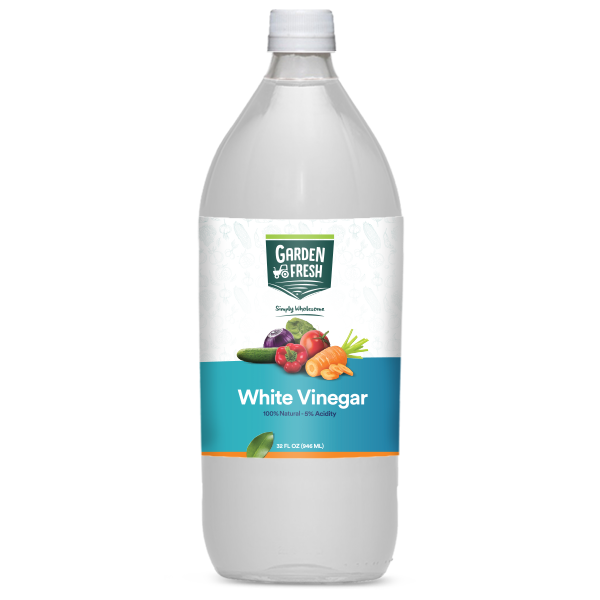 GARDEN
FRESH
Simply Wholesome
White Vinegar
100% Natural - 5% Acidity
32 FL OZ (946 ML)